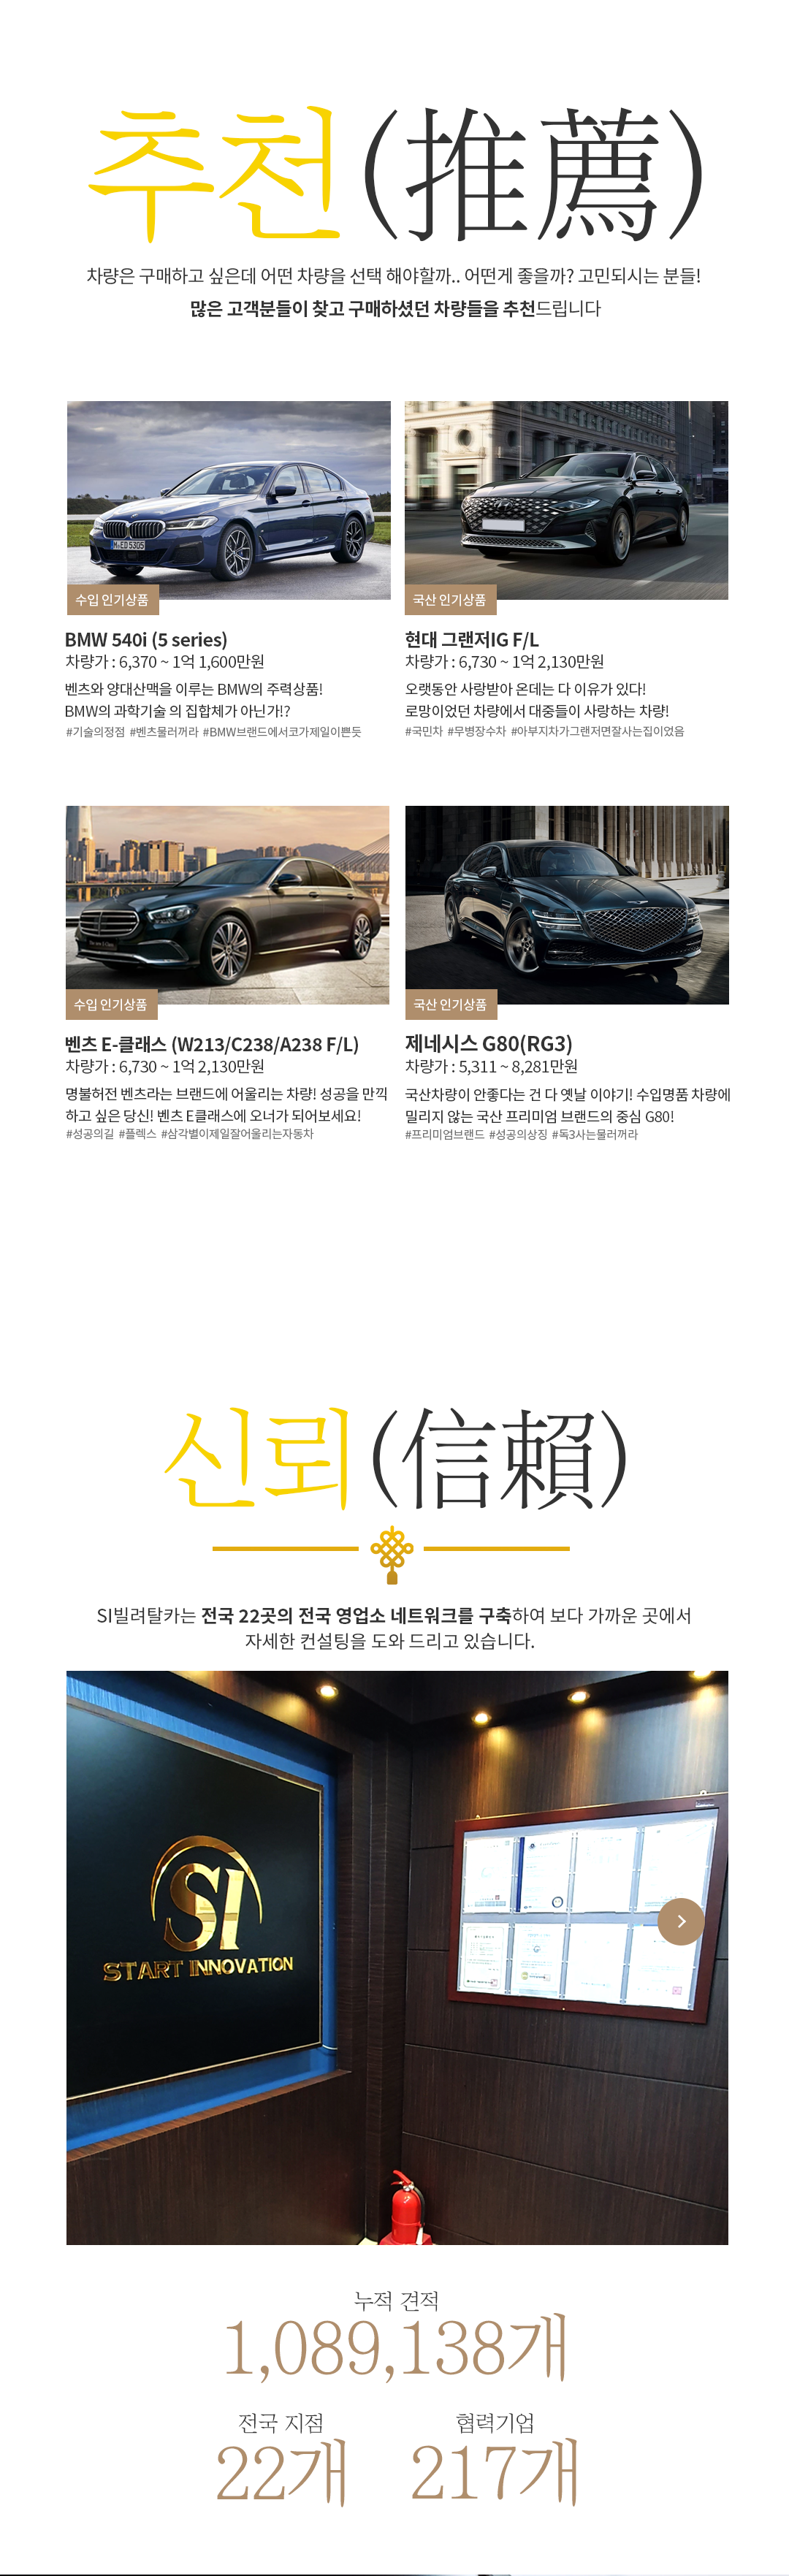 추천(推薦)
차량은 구매하고 싶은데 어떤 차량을 선택 해야할까.. 어떤게 좋을까? 고민되시는 분들!
많은 고객분들이 찾고 구매하셨던 차량들을 추천드립니다
수입 인기상품
BMW 540i (5 series)
차량가 : 6,370 ~ 1억 1,600만원
벤츠와 양대산맥을 이루는 BMW의 주력상품!
BMW의 과학기술 의 집합체가 아닌가!?
#기술의정점 #벤츠물러꺼라 #BMW브랜드에서코가제일이쁜듯
국산 인기상품
현대 그랜저IG F/L
차량가 : 6,730 ~ 1억 2,130만원
오랫동안 사랑받아 온데는 다 이유가 있다!
로망이었던 차량에서 대중들이 사랑하는 차량!
#국민차 #무병장수차 #아부지차가그랜저면잘사는집이었음
수입 인기상품
벤츠 E-클래스 (W213/C238/A238 F/L)
차량가 : 6,730 ~ 1억 2,130만원
명불허전 벤츠라는 브랜드에 어울리는 차량! 성공을 만끽
하고 싶은 당신! 벤츠 E클래스에 오너가 되어보세요!
#성공의길 #플렉스 #삼각별이제일잘어울리는자동차
국산 인기상품
제네시스 G80(RG3)
차량가 : 5,311 ~ 8,281만원
국산차량이 안좋다는 건 다 옛날 이야기! 수입명품 차량에
밀리지 않는 국산 프리미엄 브랜드의 중심 G80!
#프리미엄브랜드 #성공의상징 #독3사는물러꺼라
신뢰(信賴)
SI빌려탈카는 전국 22곳의 전국 영업소 네트워크를 구축하여 보다 가까운 곳에서
자세한 컨설팅을 도와 드리고 있습니다.
SI
START INNOVATION
누적 견적
1,089,138개
전국 지점
22개
협력기업
217개